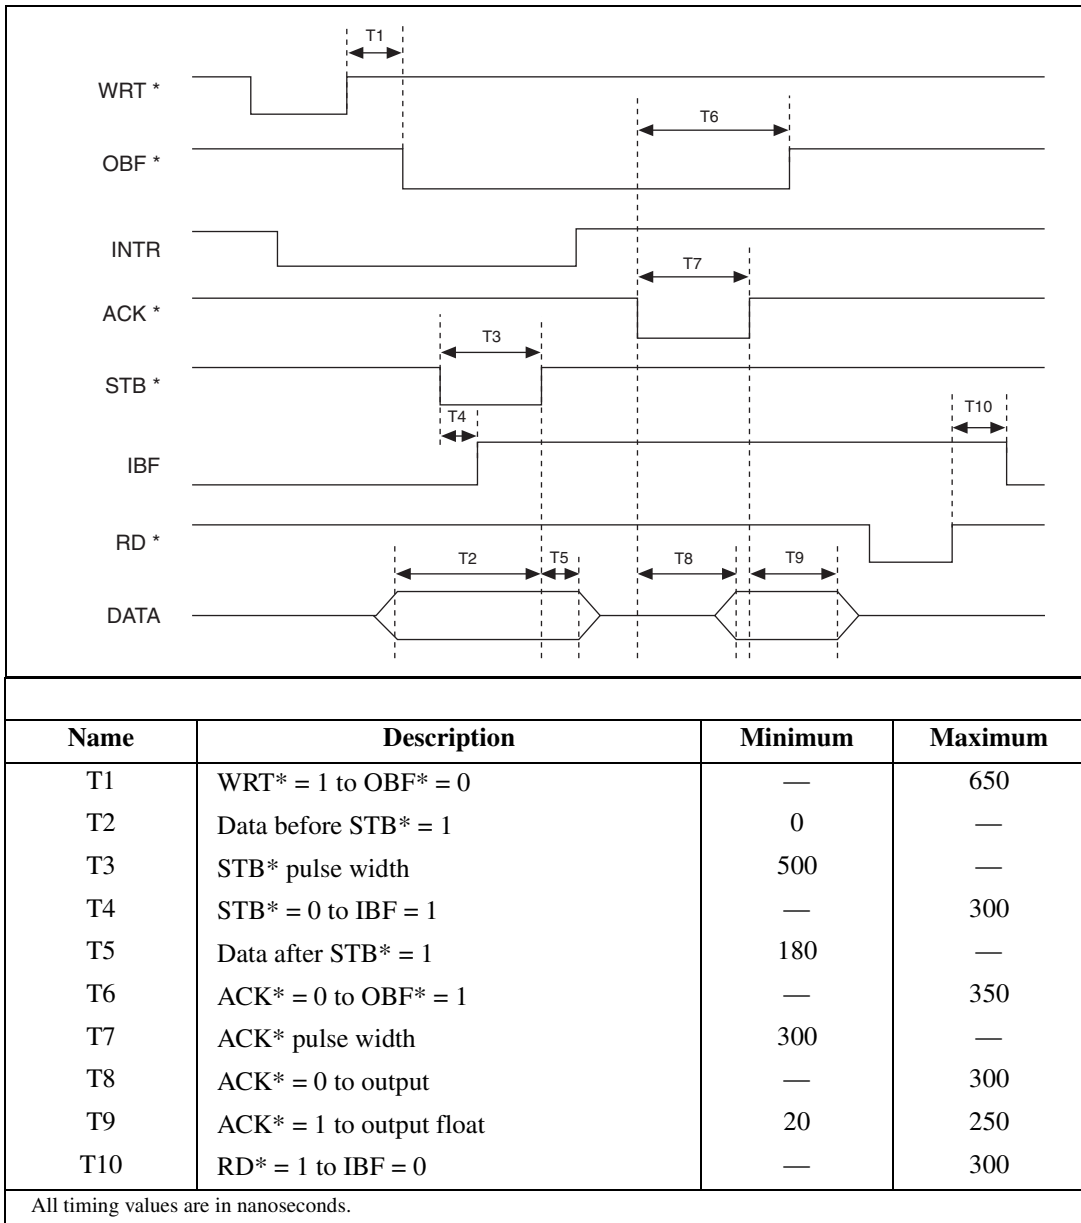 T1
WRT *
T6
OBF *
INTR
T7
ACK *
T3
STB *
T4
T10
IBF
RD *
T2 T5 T8 T9
DATA
Name Description Minimum Maximum
T1 WRT* = 1 to OBF* = 0 — 650
T2 Data before STB* = 1 0 —
T3 STB* pulse width 500 —
T4 STB* = 0 to IBF = 1 — 300
T5 Data after STB* = 1 180 —
T6 ACK* = 0 to OBF* = 1 — 350
T7 ACK* pulse width 300 —
T8 ACK* = 0 to output — 300
T9 ACK* = 1 to output float 20 250
T10 RD* = 1 to IBF = 0 — 300
All timing values are in nanoseconds.